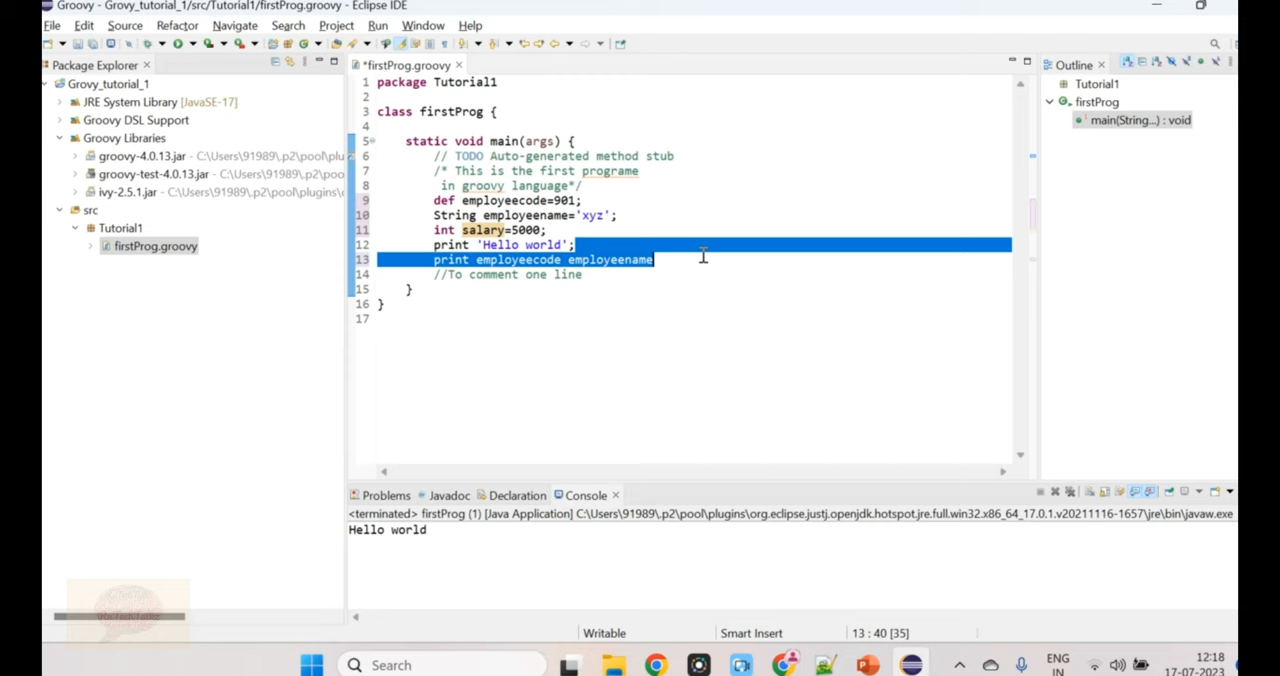 Groovy - Grovy_tutorial_1/src/Tutorial1/firstProg.groovy - Eclipse IDE
File Edit Source Refactor Navigate Search Project Run Window Help
Package Explorer
Grovy_tutorial_1
JRE System Library [JavaSE-17]
Groovy DSL Support
Groovy Libraries
groovy-4.0.13.jar - C:\Users\91989\.p2\pool\plu
groovy-test-4.0.13.jar - C:\Users\91989\.p2\pool
ivy-2.5.1.jar - C:\Users\91989\.p2\pool\plugins\
src
Tutorial1
firstProg.groovy
*firstProg.groovy
1 package Tutorial1
2
3 class firstProg {
4
5 static void main(args) {
6 // TODO Auto-generated method stub
7 /* This is the first programe
8 in groovy language*/
9 def employeecode=901;
10 String employeename='xyz';
11 int salary=5000;
12 print 'Hello world';
13 print employeecode employeename
14 //To comment one line
15 }
16 }
17
Outline
Tutorial1
firstProg
main(String...) : void
Problems Javadoc Declaration Console
<terminated> firstProg (1) [Java Application] C:\Users\91989\.p2\pool\plugins\org.eclipse.justj.openjdk.hotspot.jre.full.win32.x86_64_17.0.1.v20211116-1657\jre\bin\javaw.exe
Hello world
Writable Smart Insert 13 : 40 [35]
Search
ENG
IN
12:18
17-07-2023